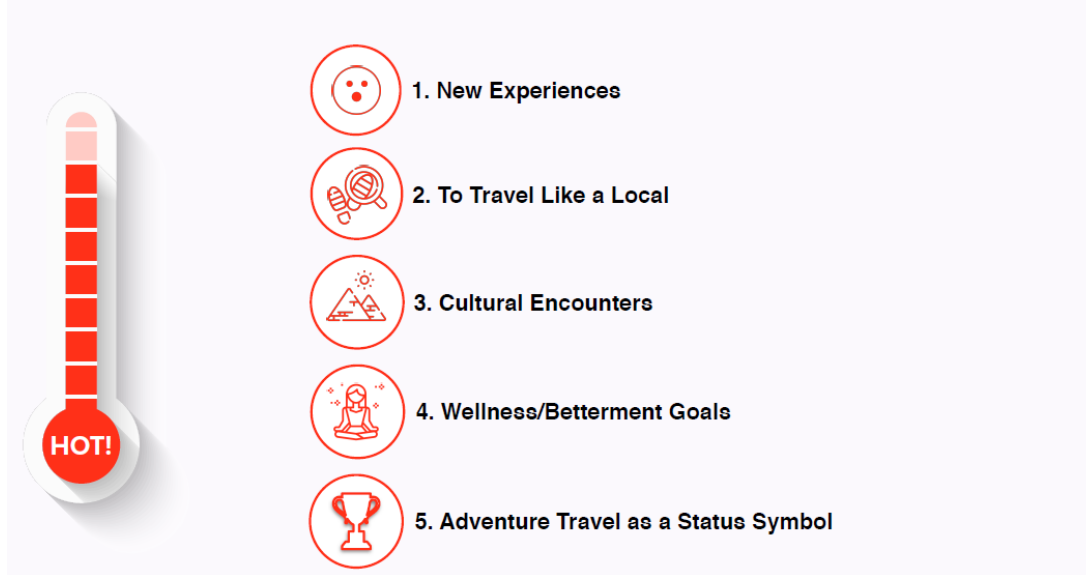 1. New Experiences
2. To Travel Like a Local
3. Cultural Encounters
4. Wellness/Betterment Goals
HOT!
5. Adventure Travel as a Status Symbol